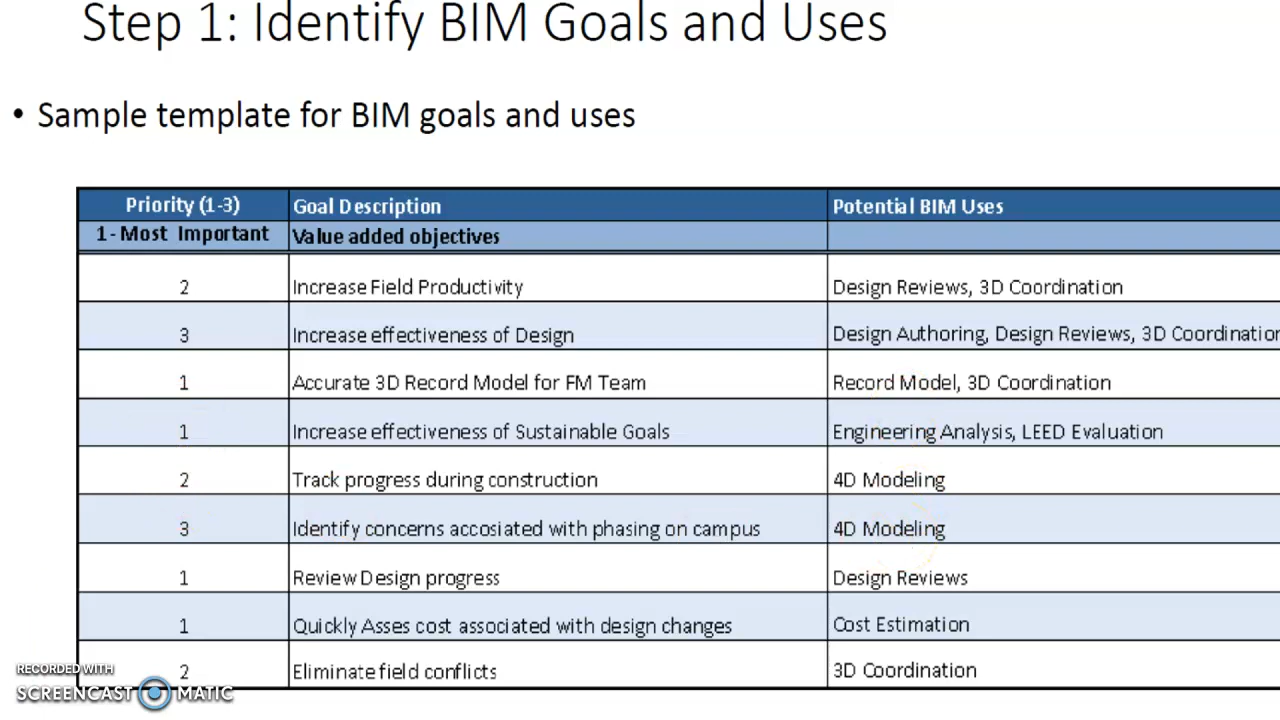 Step 1: Identify BIM Goals and Uses
• Sample template for BIM goals and uses
Priority (1-3) Goal Description Potential BIM Uses
1- Most Important Value added objectives
2 Increase Field Productivity Design Reviews, 3D Coordination
3 Increase effectiveness of Design Design Authoring, Design Reviews, 3D Coordination
1 Accurate 3D Record Model for FM Team Record Model, 3D Coordination
1 Increase effectiveness of Sustainable Goals Engineering Analysis, LEED Evaluation
2 Track progress during construction 4D Modeling
3 Identify concerns accosiated with phasing on campus 4D Modeling
1 Review Design progress Design Reviews
1 Quickly Asses cost associated with design changes Cost Estimation
2 Eliminate field conflicts 3D Coordination
RECORDED WITH
SCREENCAST MATIC